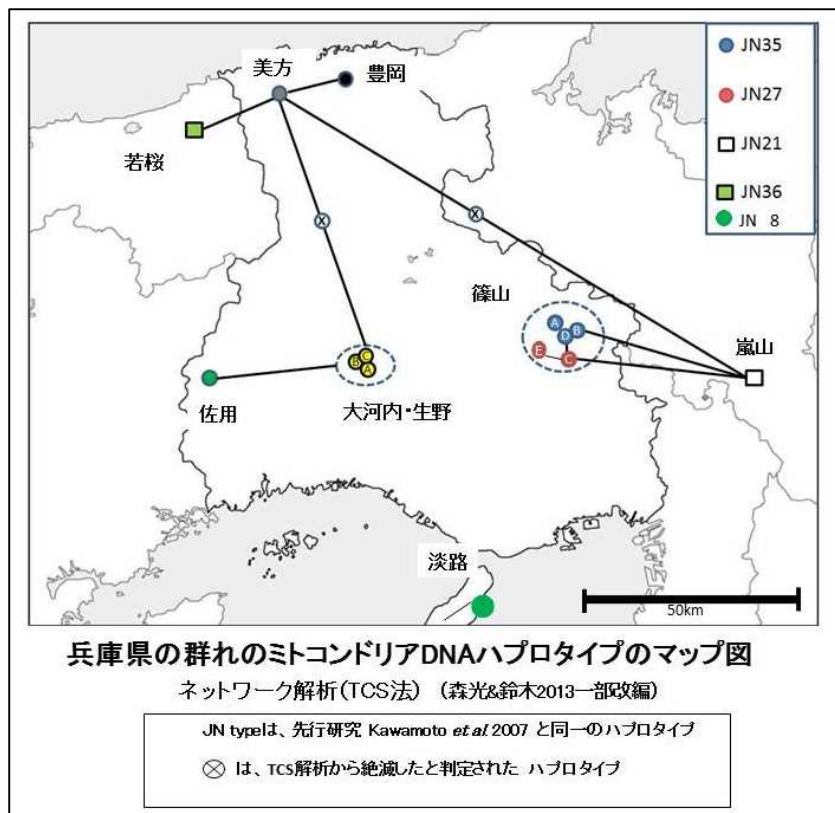 美方
豊岡
若桜
JN35
JN27
JN21
JN36
JN 8
X
X
篠山
A
B
D
E
C
嵐山
C
B
A
佐用
大河内・生野
淡路
50km
兵庫県の群れのミトコンドリアDNAハプロタイプのマップ図
ネットワーク解析(TCS法) (森光&鈴木2013一部改編)
JN typeは、先行研究 Kawamoto et al. 2007 と同一のハプロタイプ
⊗ は、TCS解析から絶滅したと判定された ハプロタイプ